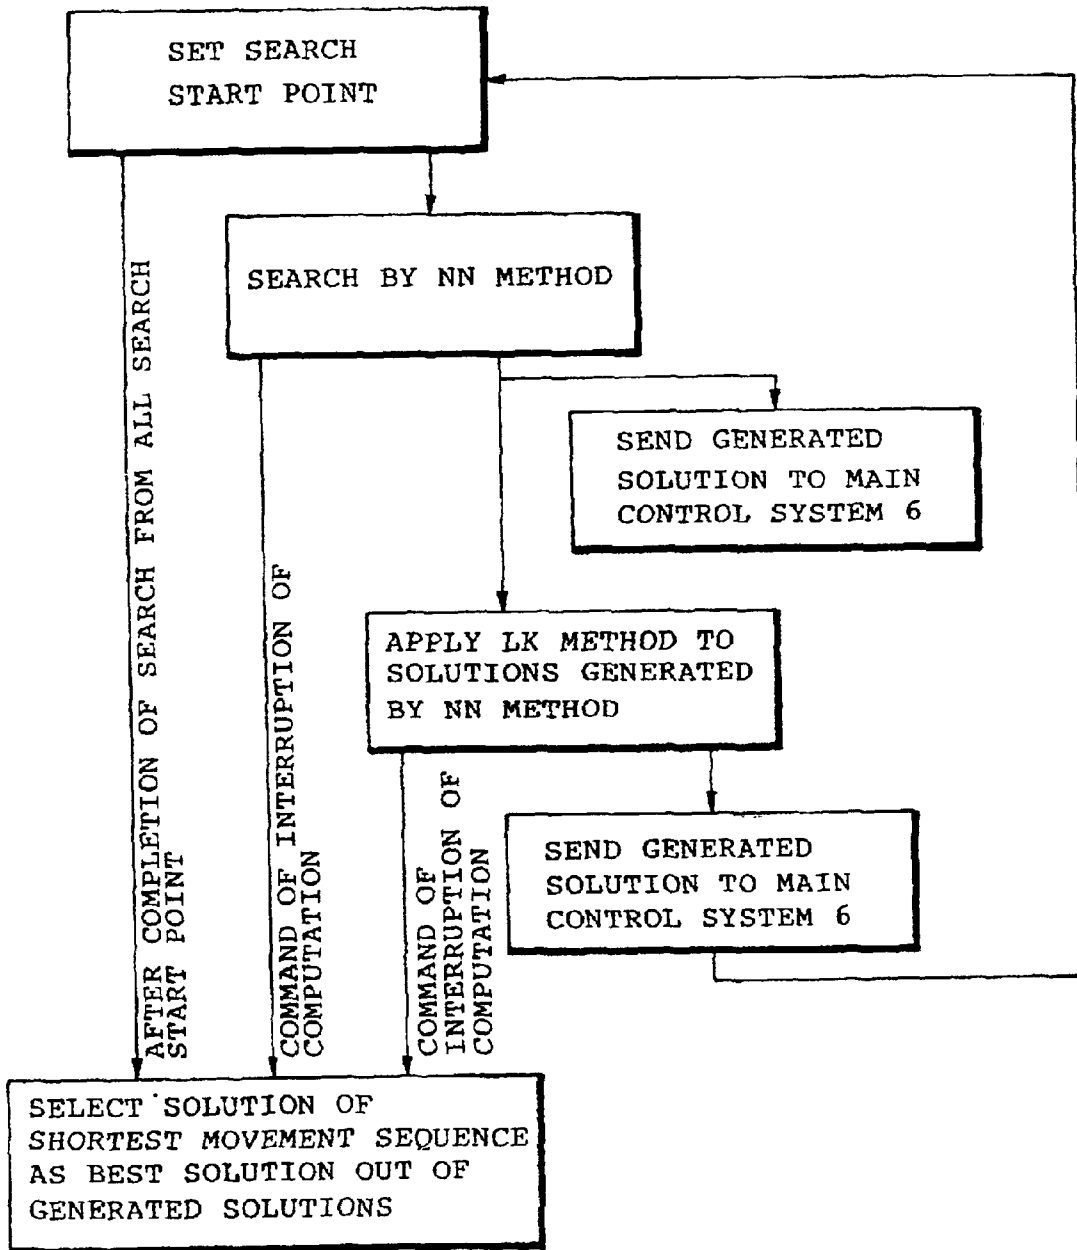 SET SEARCH
START POINT
SEARCH BY NN METHOD
SEND GENERATED
SOLUTION TO MAIN
CONTROL SYSTEM 6
APPLY LK METHOD TO
SOLUTIONS GENERATED
BY NN METHOD
SEND GENERATED
SOLUTION TO MAIN
CONTROL SYSTEM 6
AFTER COMPLETION OF SEARCH FROM ALL SEARCH
START POINT
COMMAND OF INTERRUPTION OF
COMPUTATION
COMMAND OF
INTERRUPTION OF
COMPUTATION
SELECT SOLUTION OF
SHORTEST MOVEMENT SEQUENCE
AS BEST SOLUTION OUT OF
GENERATED SOLUTIONS